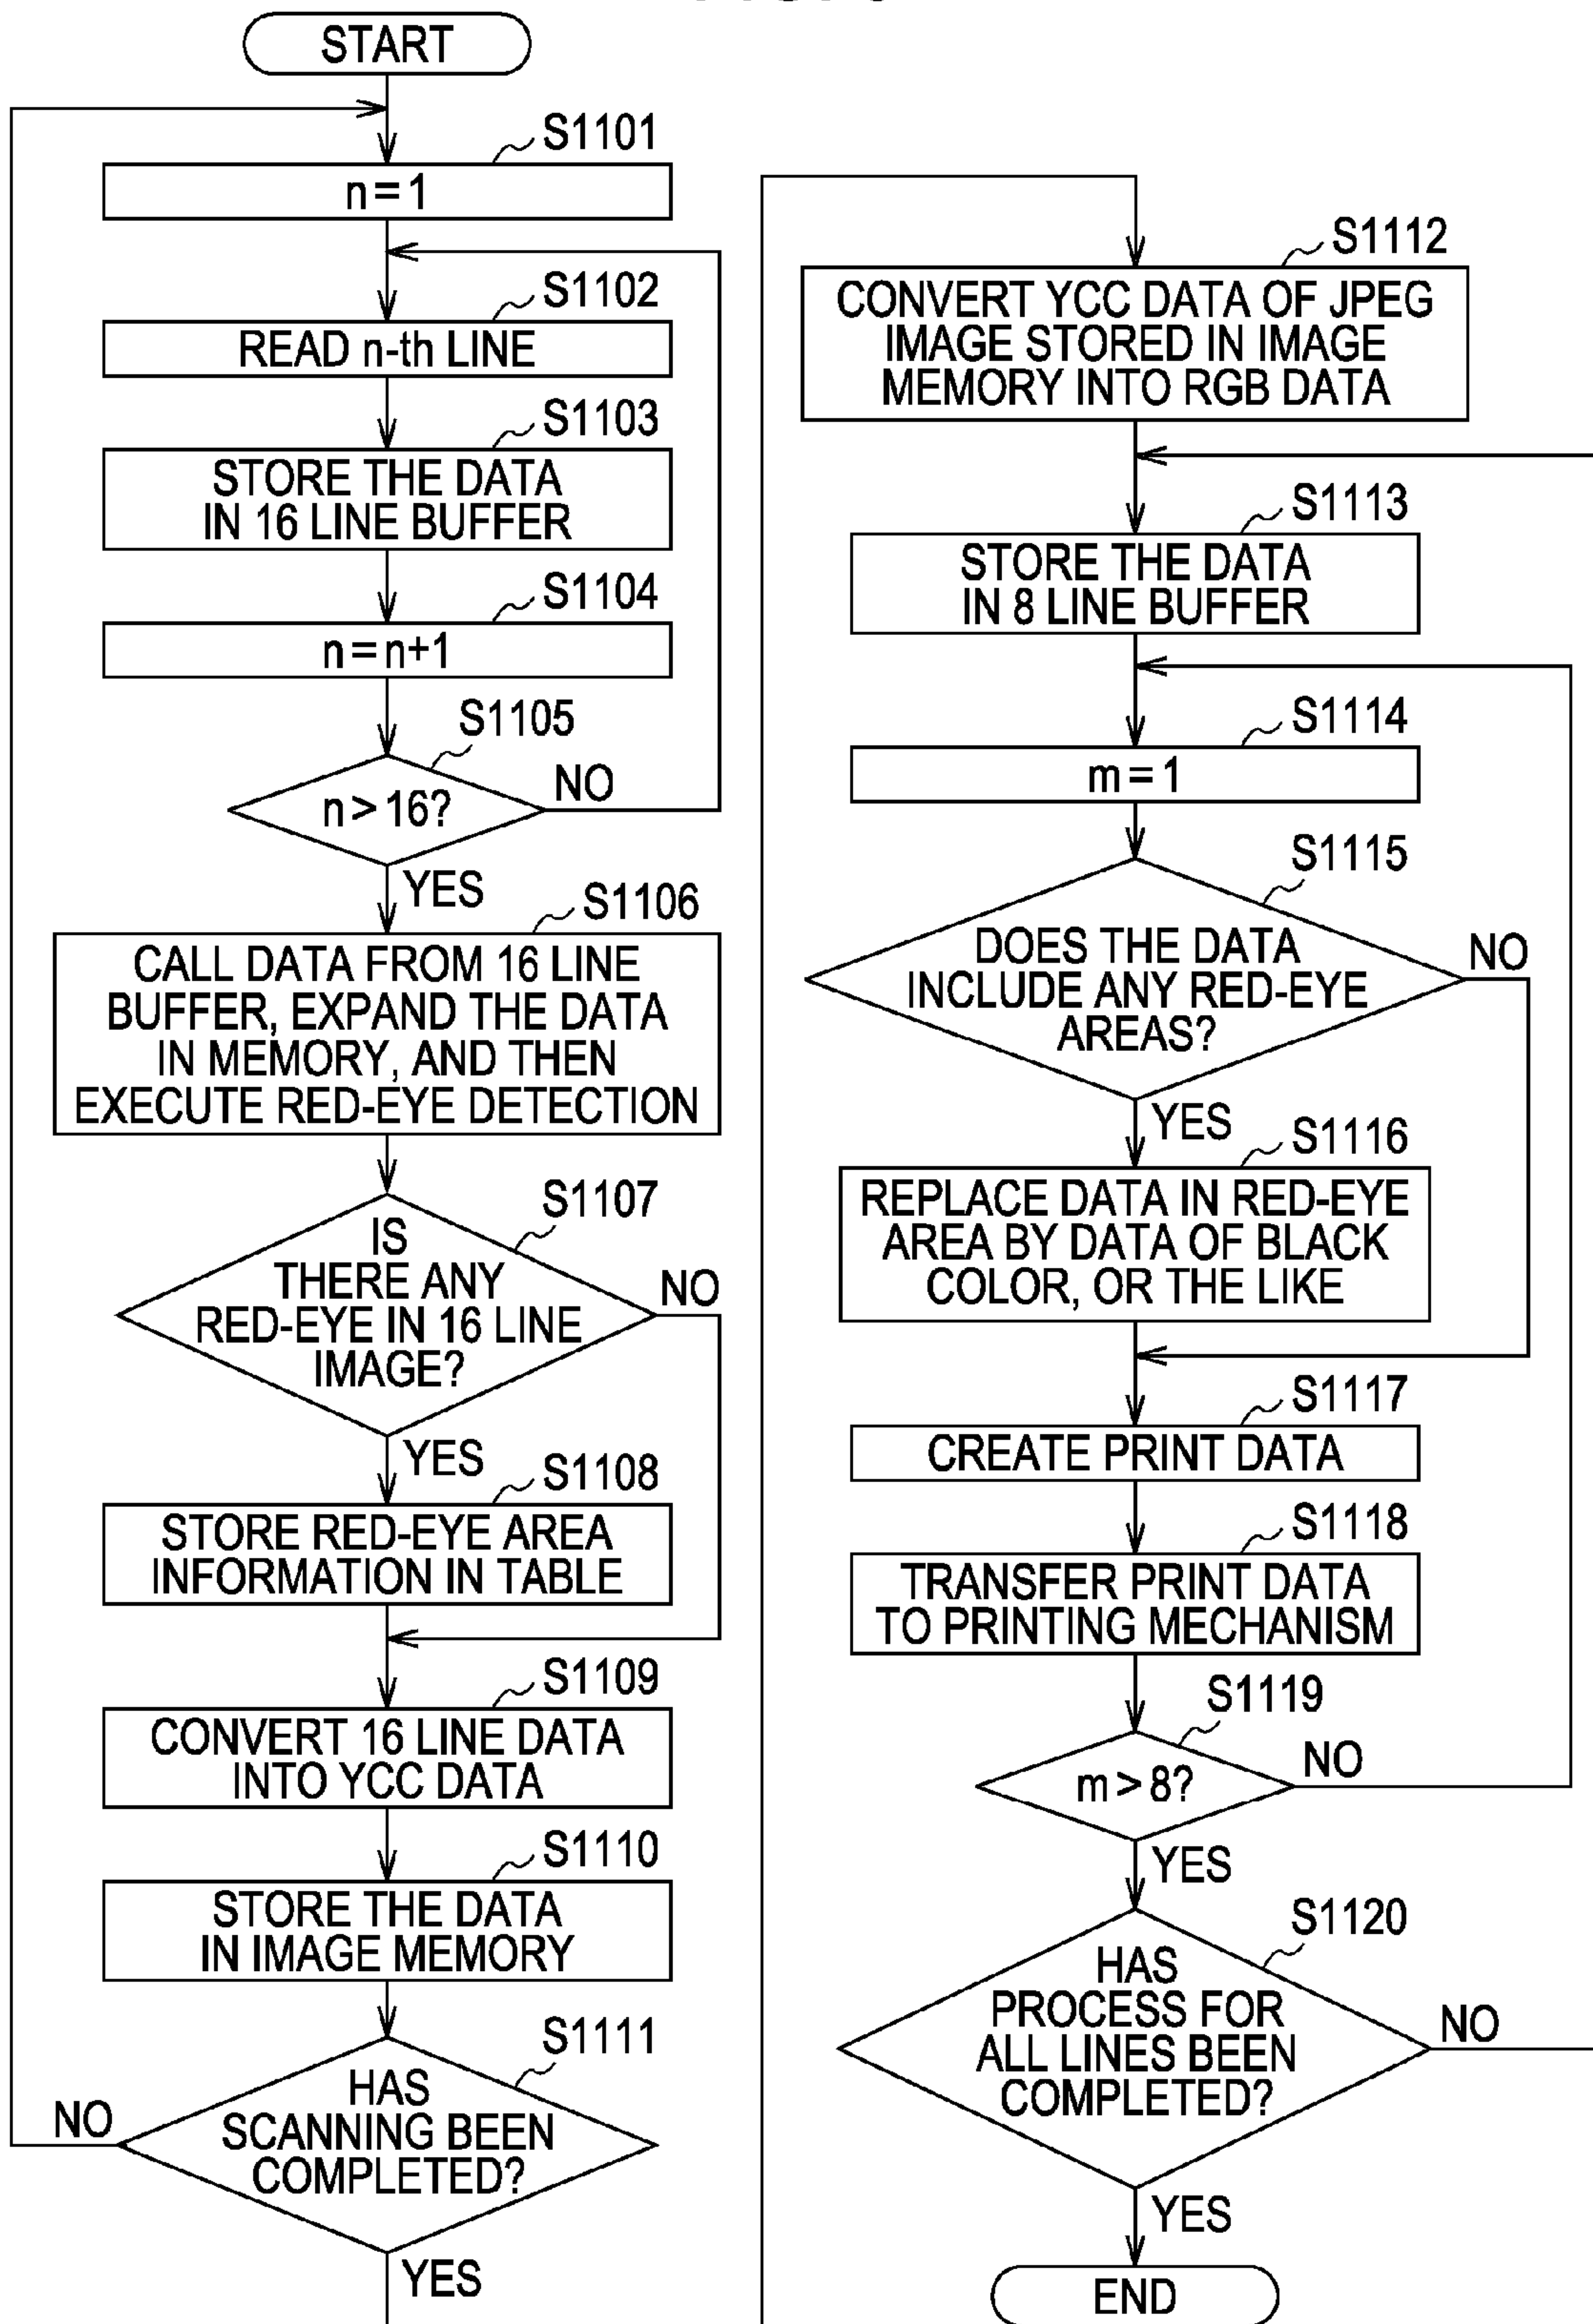 START
S1101
n=1
S1102
READ n-th LINE
S1103
STORE THE DATA
IN 16 LINE BUFFER
S1104
n=n+1
S1105
n>16?
NO
YES
S1106
CALL DATA FROM 16 LINE
BUFFER, EXPAND THE DATA
IN MEMORY, AND THEN
EXECUTE RED-EYE DETECTION
S1107
IS
THERE ANY
RED-EYE IN 16 LINE
IMAGE?
NO
YES
S1108
STORE RED-EYE AREA
INFORMATION IN TABLE
S1109
CONVERT 16 LINE DATA
INTO YCC DATA
S1110
STORE THE DATA
IN IMAGE MEMORY
S1111
HAS
SCANNING BEEN
COMPLETED?
NO
YES
S1112
CONVERT YCC DATA OF JPEG
IMAGE STORED IN IMAGE
MEMORY INTO RGB DATA
S1113
STORE THE DATA
IN 8 LINE BUFFER
S1114
m=1
S1115
DOES THE DATA
INCLUDE ANY RED-EYE
AREAS?
NO
YES
S1116
REPLACE DATA IN RED-EYE
AREA BY DATA OF BLACK
COLOR, OR THE LIKE
S1117
CREATE PRINT DATA
S1118
TRANSFER PRINT DATA
TO PRINTING MECHANISM
S1119
m>8?
NO
YES
S1120
HAS
PROCESS FOR
ALL LINES BEEN
COMPLETED?
NO
YES
END